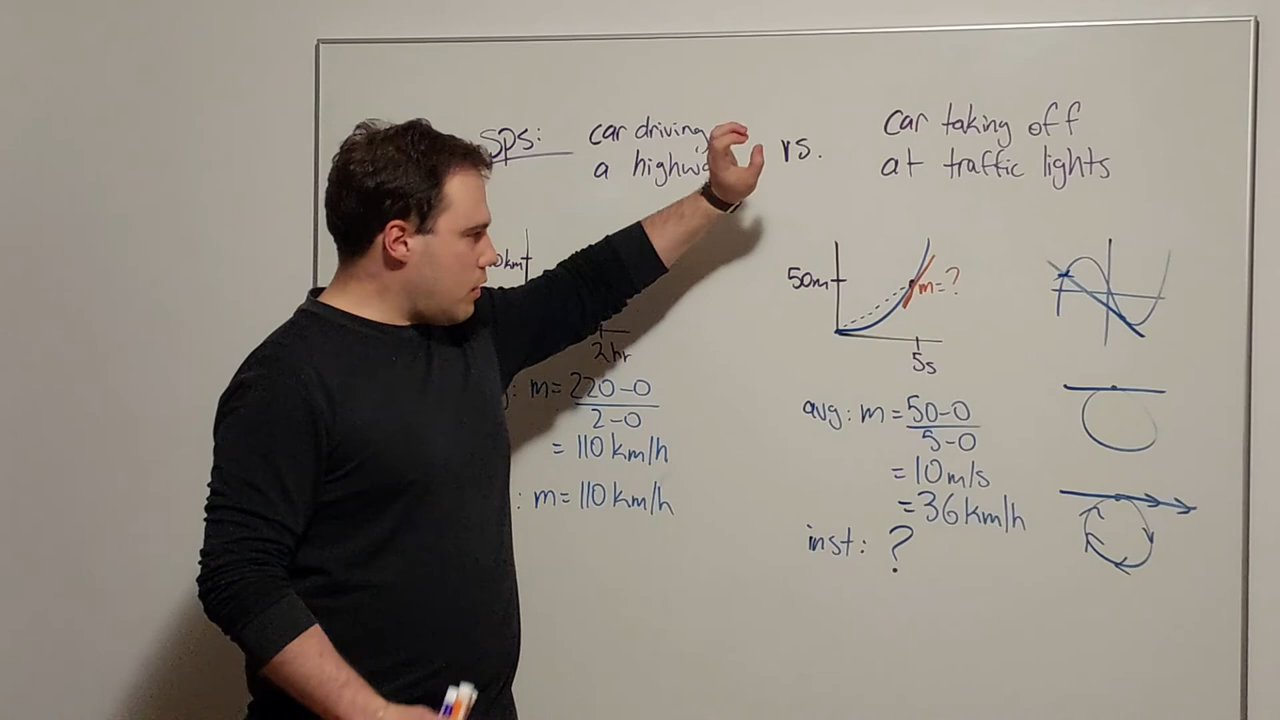 sps: car driving vs. car taking off
a highw at traffic lights
0km
2hr
50m
m=?
5s
: m = 220-0
2-0
= 110 km/h
: m = 110 km/h
avg: m = 50-0
5-0
= 10 m/s
= 36 km/h
inst: ?